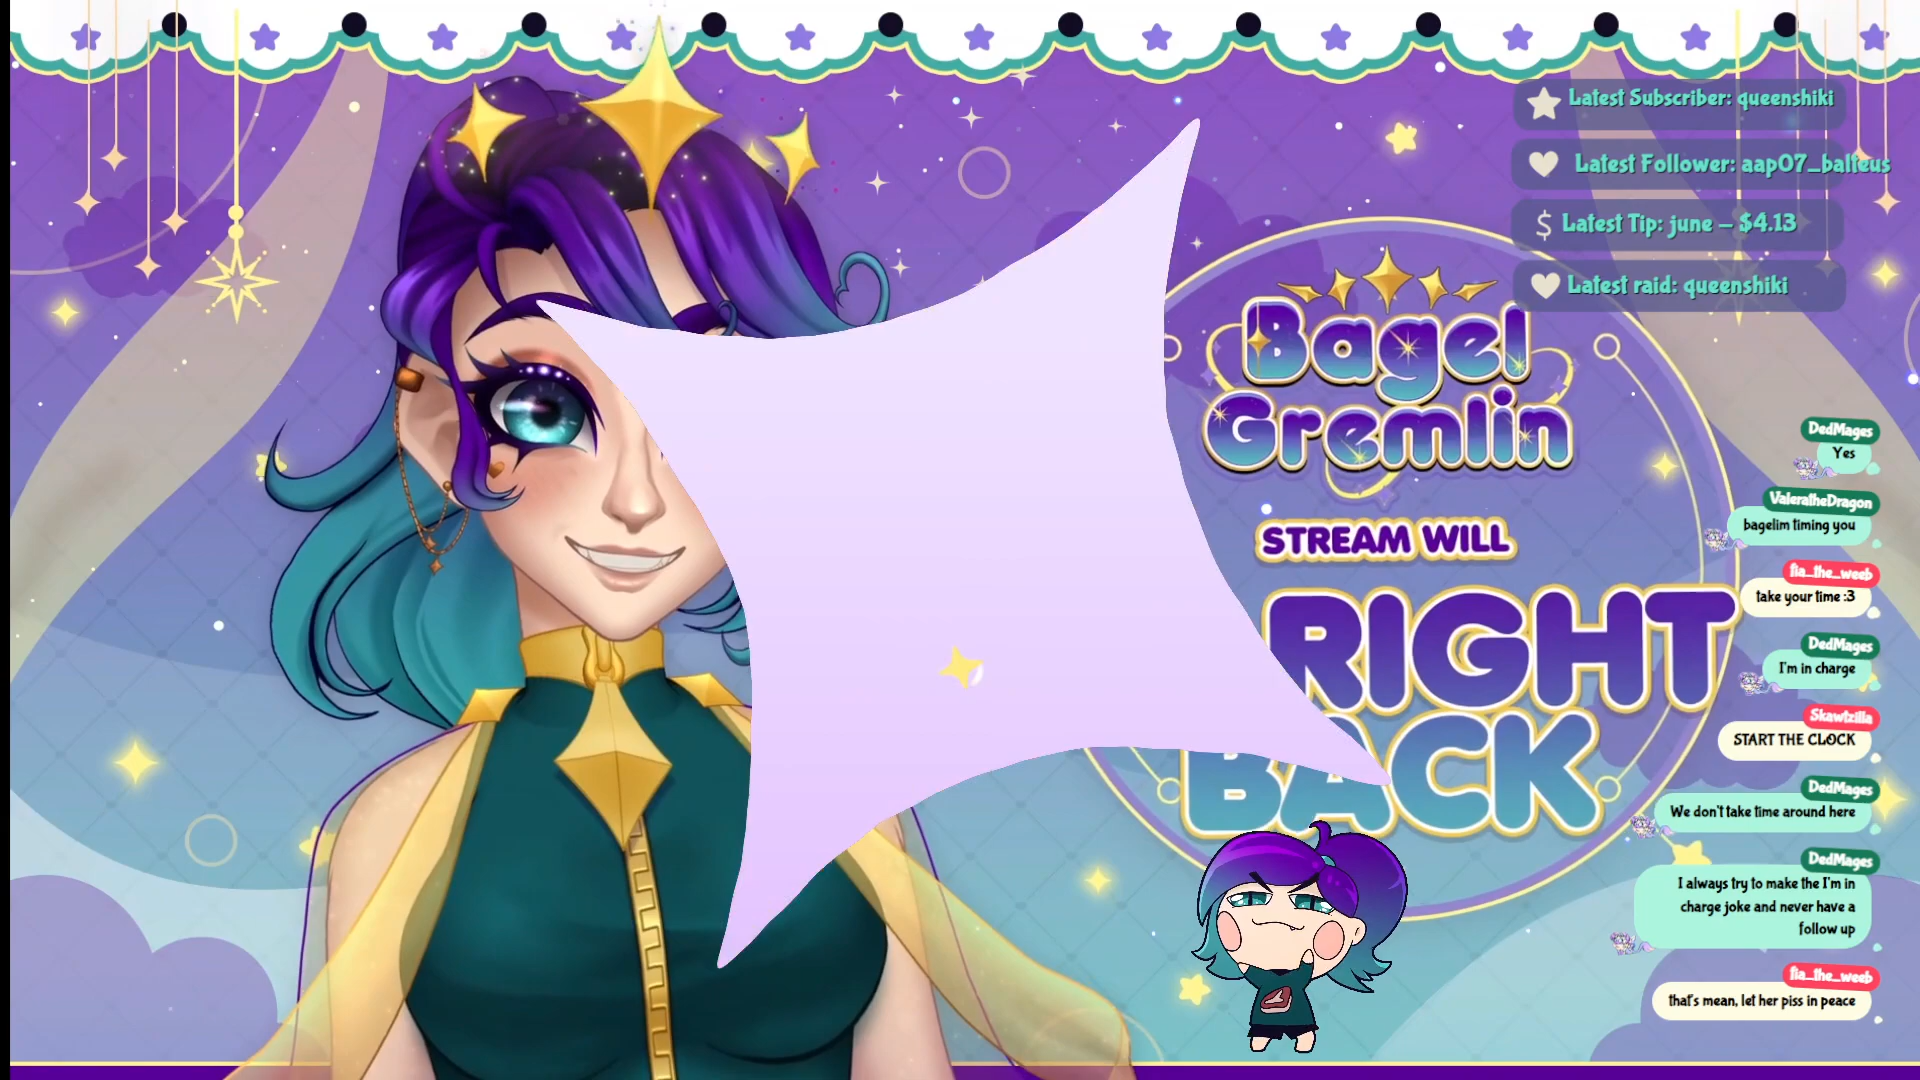 Latest Subscriber: queenshiki
Latest Follower: aap07_balteus
$ Latest Tip: june – $4.13
Latest raid: queenshiki
Bagel
Gremlin
STREAM WILL
RIGHT
BACK
DedMages
Yes
ValeratheDragon
bagelim timing you
fia_the_weeb
take your time :3
DedMages
I'm in charge
Skawtzilla
START THE CLOCK
DedMages
We don't take time around here
DedMages
I always try to make the I'm in
charge joke and never have a
follow up
fia_the_weeb
that's mean, let her piss in peace